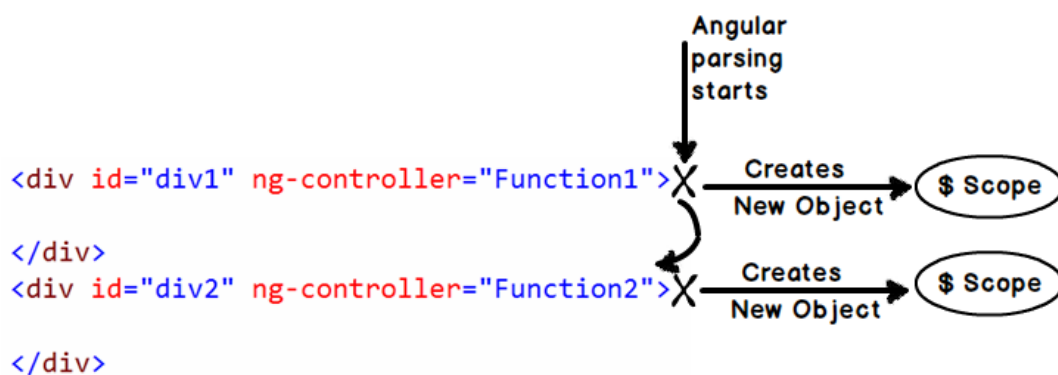 Angular
parsing
starts
<div id="div1" ng-controller="Function1">X
Creates
New Object
$ Scope
</div>
<div id="div2" ng-controller="Function2">X
Creates
New Object
$ Scope
</div>